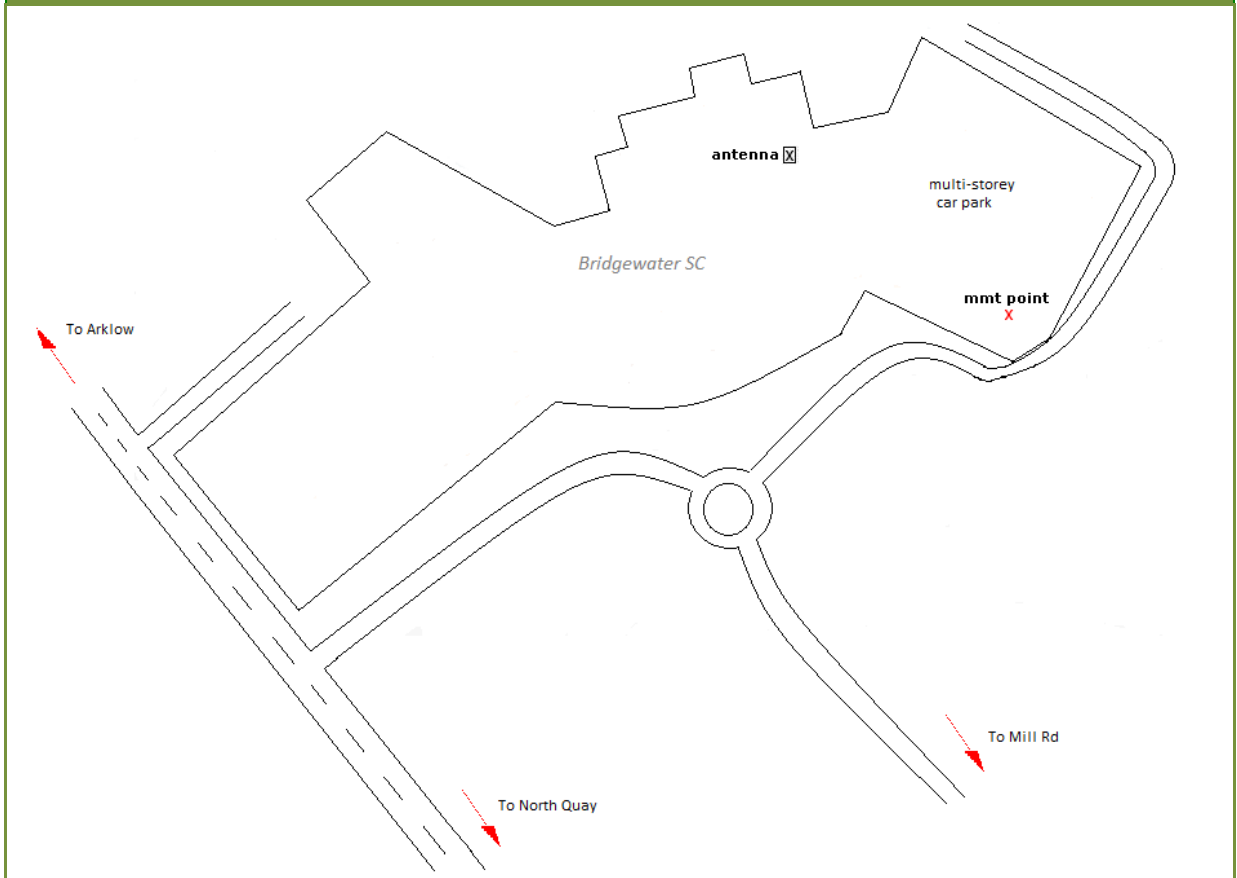 antenna X
multi-storey
car park
Bridgewater SC
mmt point
X
To Arklow
To Mill Rd
To North Quay